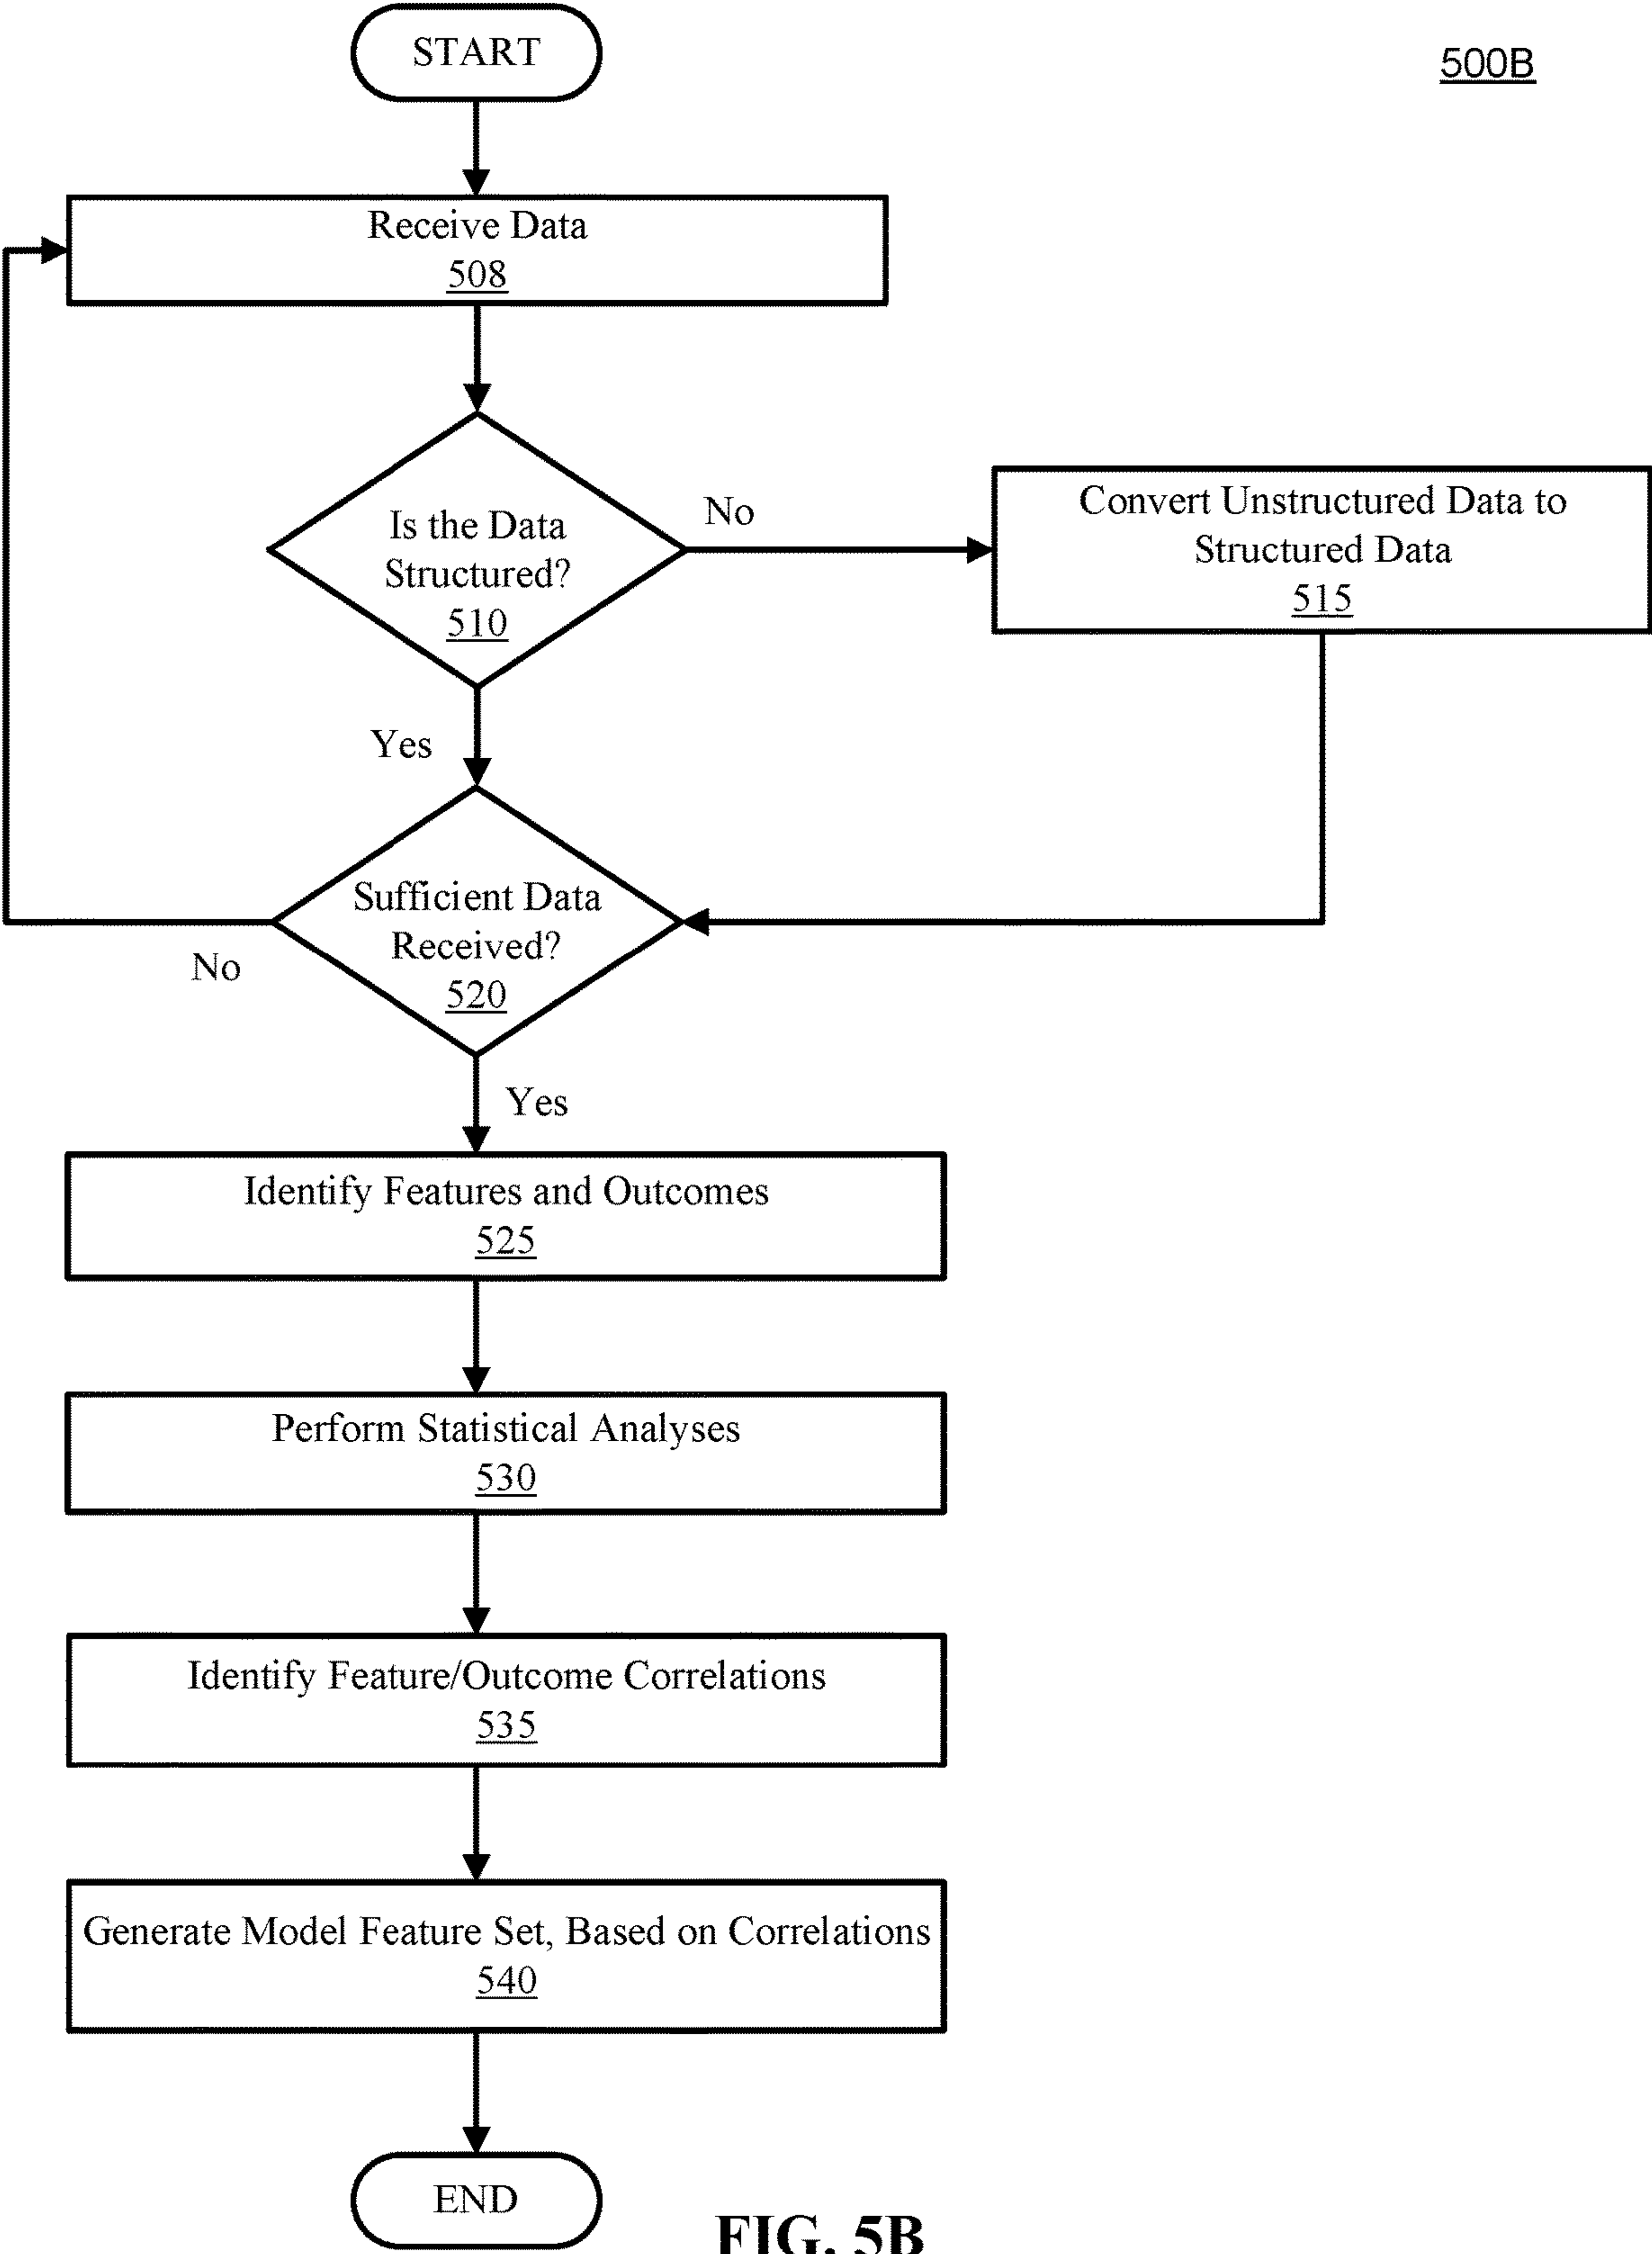 START
500B
Receive Data
508
Is the Data
Structured?
510
No
Convert Unstructured Data to
Structured Data
515
Yes
Sufficient Data
Received?
520
No
Yes
Identify Features and Outcomes
525
Perform Statistical Analyses
530
Identify Feature/Outcome Correlations
535
Generate Model Feature Set, Based on Correlations
540
END
FIG. 5B